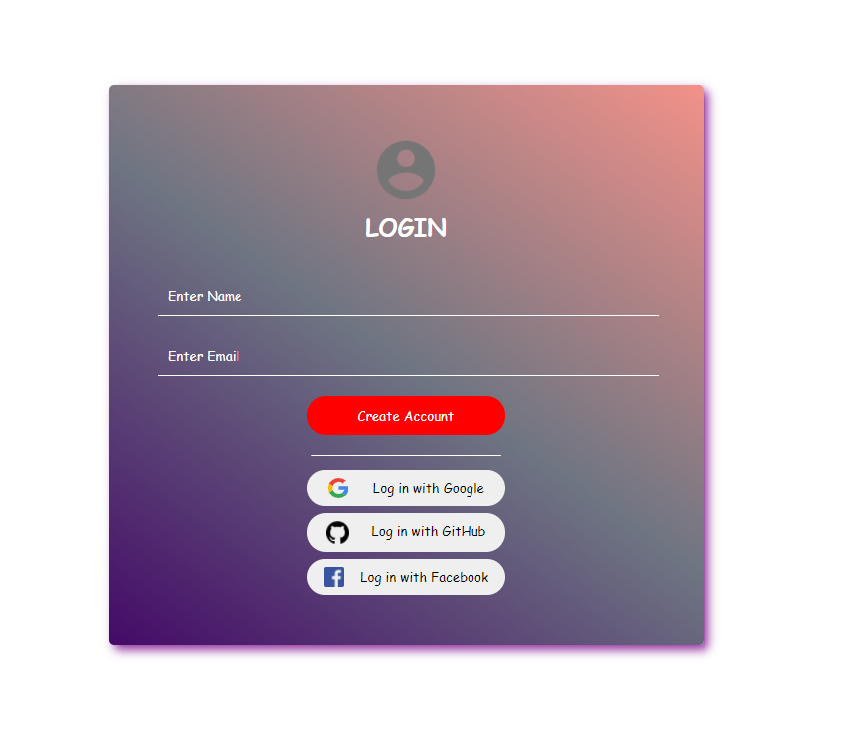 LOGIN
Enter Name
Enter Email
Create Account
Log in with Google
Log in with GitHub
Log in with Facebook